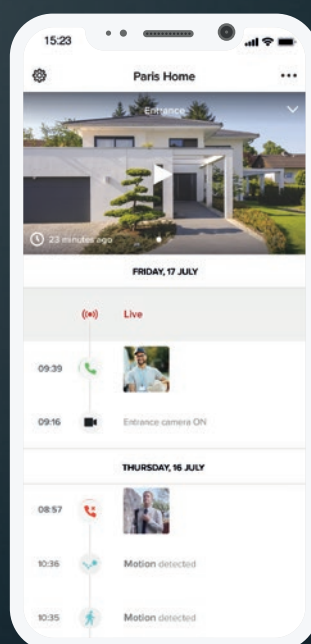 15:23
Paris Home
Entrance
23 minutes ago
FRIDAY, 17 JULY
Live
09:39
09:16 Entrance camera ON
THURSDAY, 16 JULY
08:57
10:36 Motion detected
10:35 Motion detected